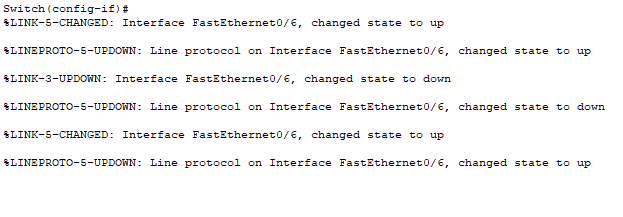 Switch(config-if)#
%LINK-5-CHANGED: Interface FastEthernet0/6, changed state to up
%LINEPROTO-5-UPDOWN: Line protocol on Interface FastEthernet0/6, changed state to up
%LINK-3-UPDOWN: Interface FastEthernet0/6, changed state to down
%LINEPROTO-5-UPDOWN: Line protocol on Interface FastEthernet0/6, changed state to down
%LINK-5-CHANGED: Interface FastEthernet0/6, changed state to up
%LINEPROTO-5-UPDOWN: Line protocol on Interface FastEthernet0/6, changed state to up